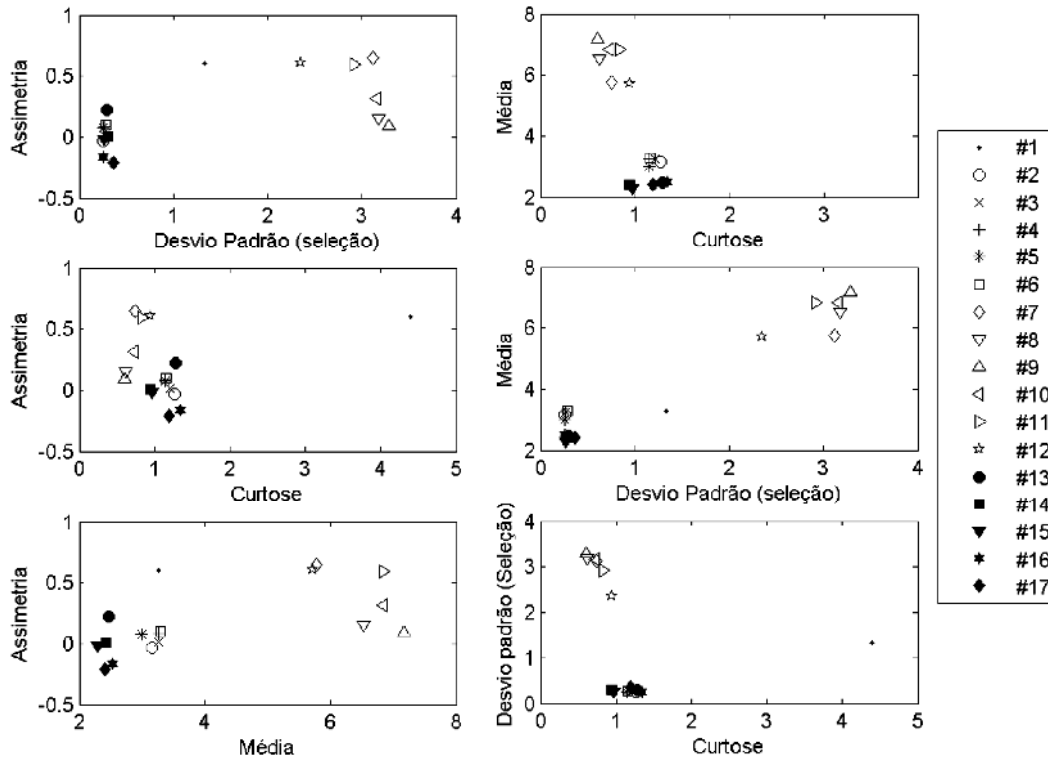 1
0.5
0
-0.5
Assimetria
0 1 2 3 4
Desvio Padrão (seleção)
8
6
4
2
Média
0 1 2 3
Curtose
1
0.5
0
-0.5
Assimetria
0 1 2 3 4 5
Curtose
8
6
4
2
Média
0 1 2 3 4
Desvio Padrão (seleção)
1
0.5
0
-0.5
Assimetria
2 4 6 8
Média
4
3
2
1
0
Desvio padrão (Seleção)
0 1 2 3 4 5
Curtose
#1
#2
#3
#4
#5
#6
#7
#8
#9
#10
#11
#12
#13
#14
#15
#16
#17